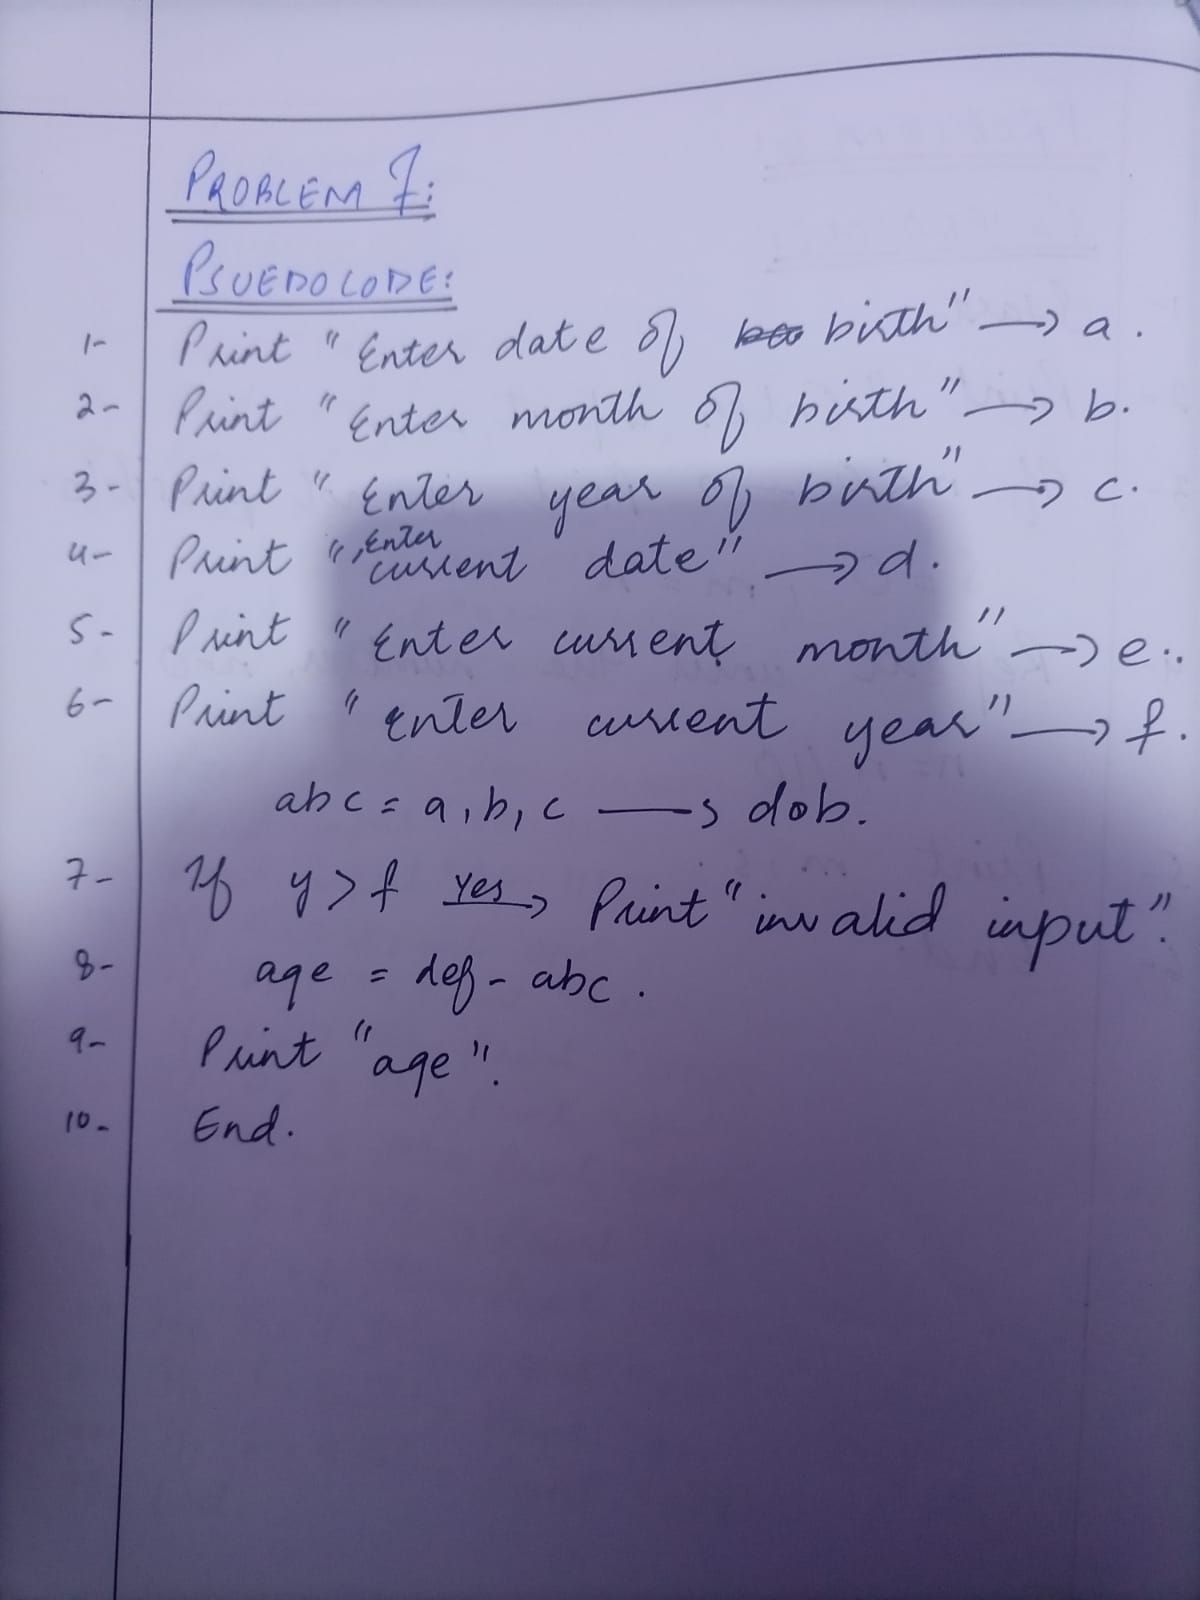 PROBLEM 7:
PSUEDOCODE:
1- Print "Enter date of birth" → a.
2- Print "Enter month of birth" → b.
3- Print "Enter year of birth" → c.
4- Print "Enter current date" → d.
5- Print "Enter current month" → e.
6- Print "Enter current year" → f.
abc = a, b, c → dob.
7- If y > f Yes → Print "invalid input".
8- age = def - abc.
9- Print "age".
10- End.